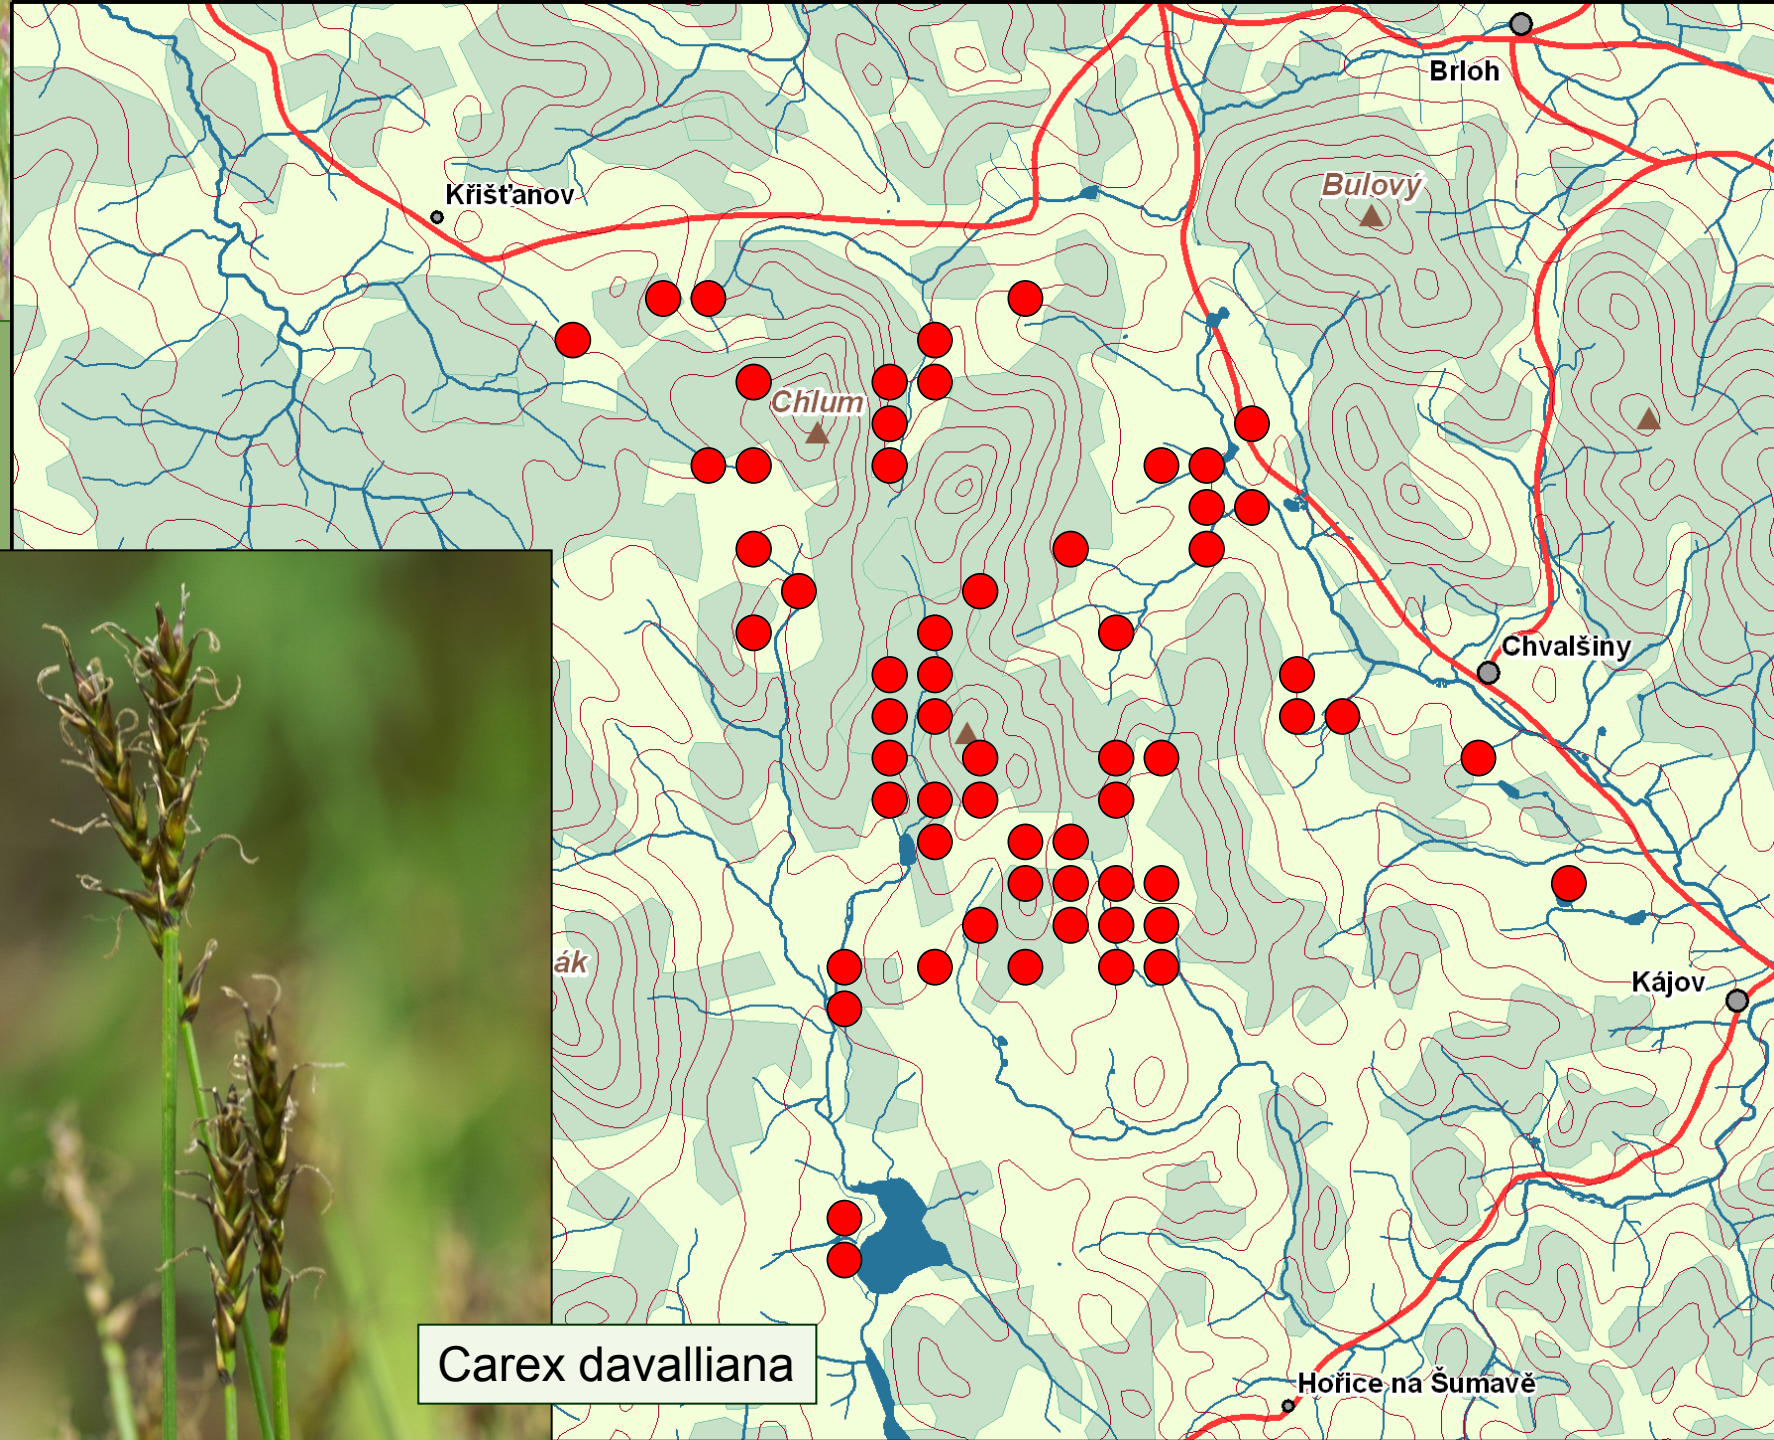 Brloh
Křišťanov
Bulový
Chlum
Chvalšiny
ák
Kájov
Carex davalliana
Hořice na Šumavě